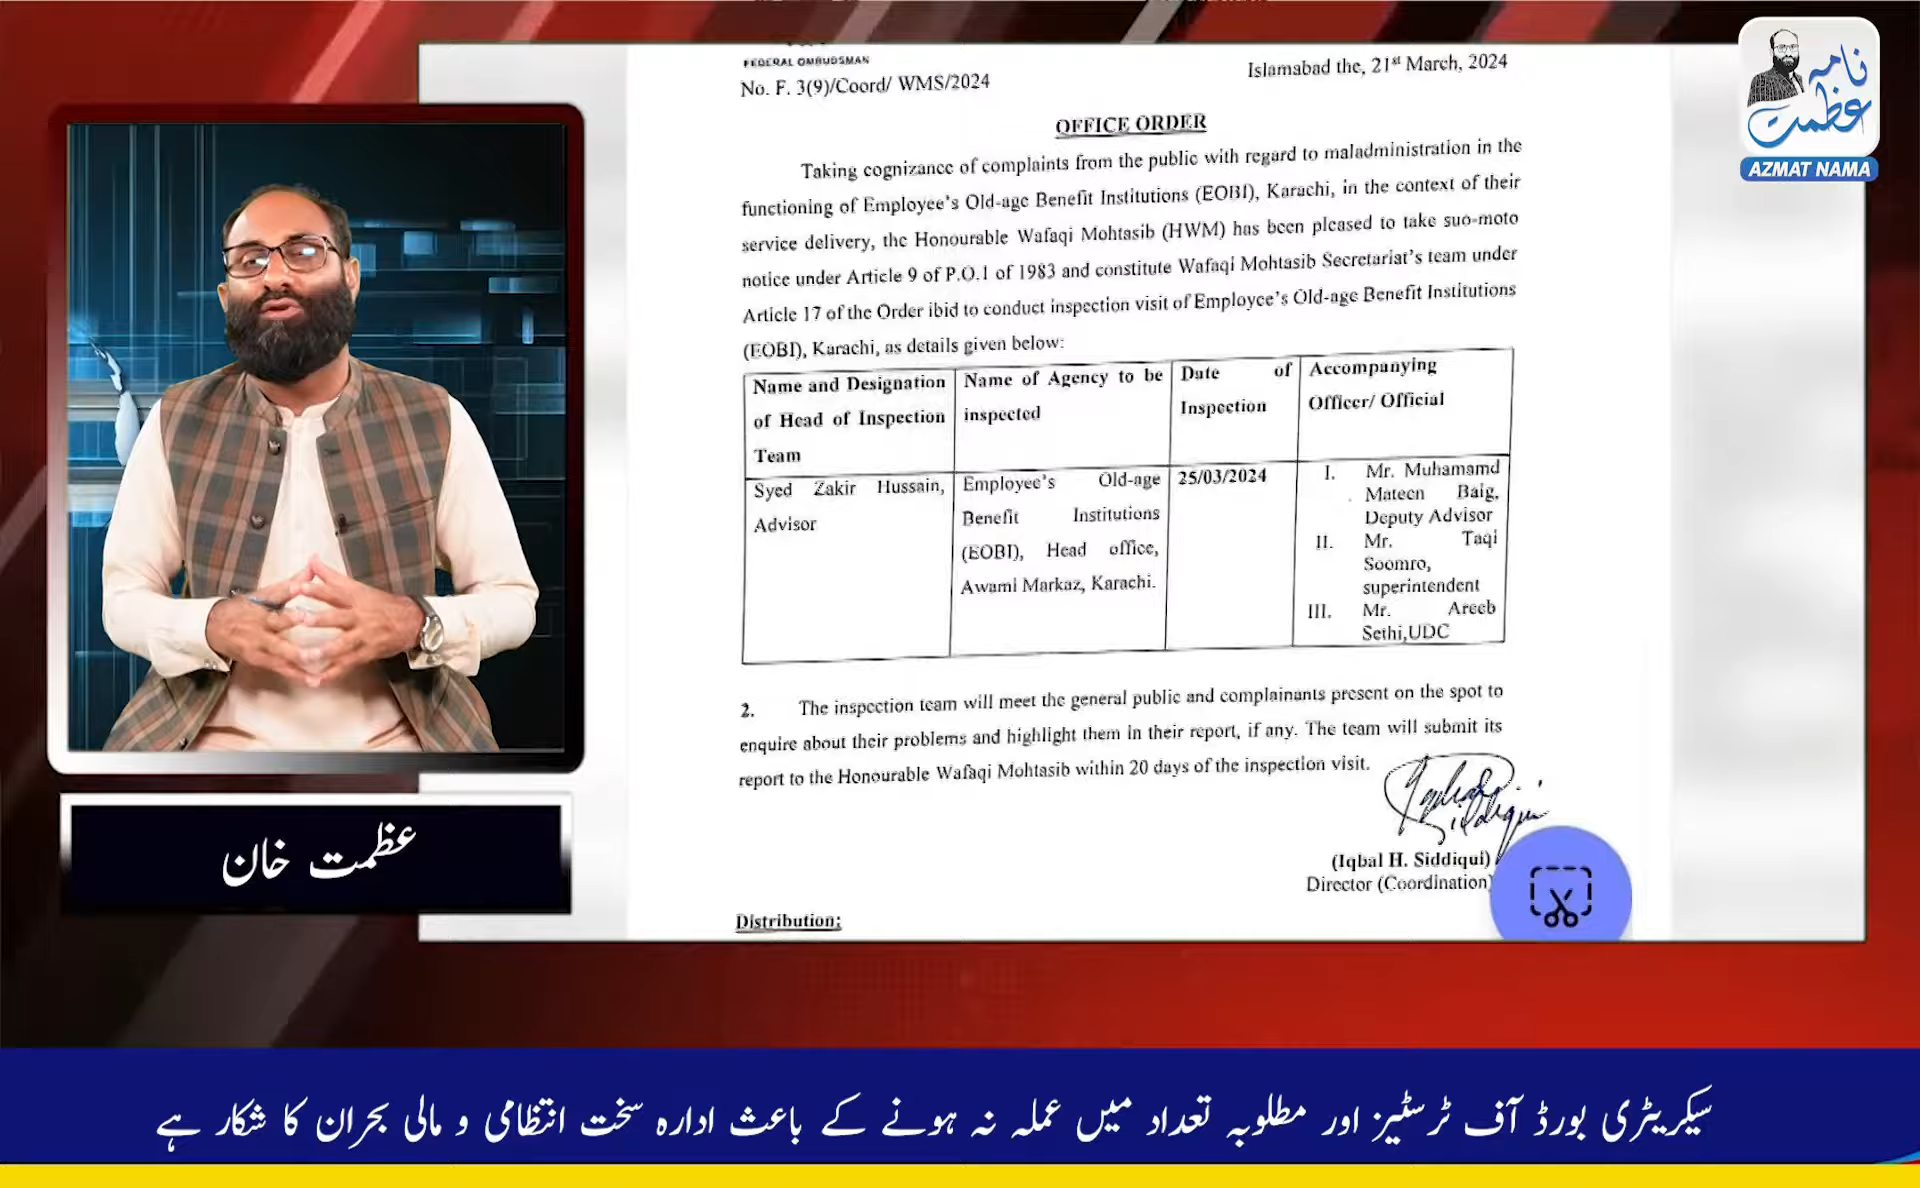 FEDERAL OMBUDSMAN
No. F. 3(9)/Coord/ WMS/2024
Islamabad the, 21st March, 2024
OFFICE ORDER
Taking cognizance of complaints from the public with regard to maladministration in the
functioning of Employee's Old-age Benefit Institutions (EOBI), Karachi, in the context of their
service delivery, the Honourable Wafaqi Mohtasib (HWM) has been pleased to take suo-moto
notice under Article 9 of P.O.1 of 1983 and constitute Wafaqi Mohtasib Secretariat's team under
Article 17 of the Order ibid to conduct inspection visit of Employee's Old-age Benefit Institutions
(EOBI), Karachi, as details given below:
Name and Designation
of Head of Inspection
Team
Name of Agency to be
inspected
Date of
Inspection
Accompanying
Officer/ Official
Syed Zakir Hussain,
Advisor
Employee's Old-age
Benefit Institutions
(EOBI), Head office,
Awami Markaz, Karachi.
25/03/2024
I. Mr. Muhamamd
Mateen Baig,
Deputy Advisor
II. Mr. Taqi
Soomro,
superintendent
III. Mr. Areeb
Sethi,UDC
2. The inspection team will meet the general public and complainants present on the spot to
enquire about their problems and highlight them in their report, if any. The team will submit its
report to the Honourable Wafaqi Mohtasib within 20 days of the inspection visit.
(Iqbal H. Siddiqui)
Director (Coordination)
Distribution:
نامہ
عظمت
AZMAT NAMA
عظمت خان
سیکریٹری بورڈ آف ٹرسٹیز اور مطلوبہ تعداد میں عملہ نہ ہونے کے باعث ادارہ سخت انتظامی و مالی بحران کا شکار ہے